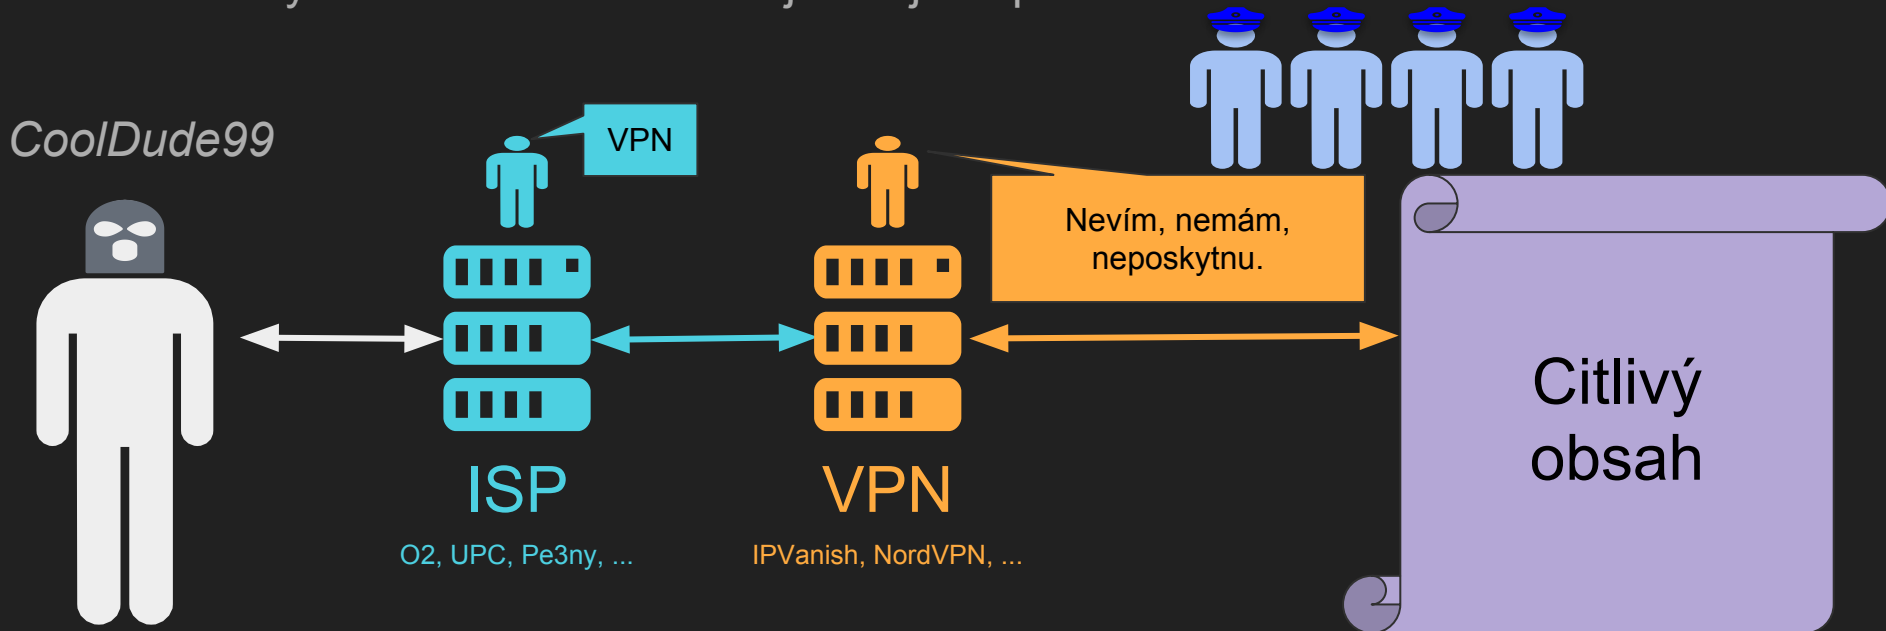 CoolDude99
VPN
Nevím, nemám,
neposkytnu.
Citlivý
obsah
ISP
VPN
O2, UPC, Pe3ny, ...
IPVanish, NordVPN, ...